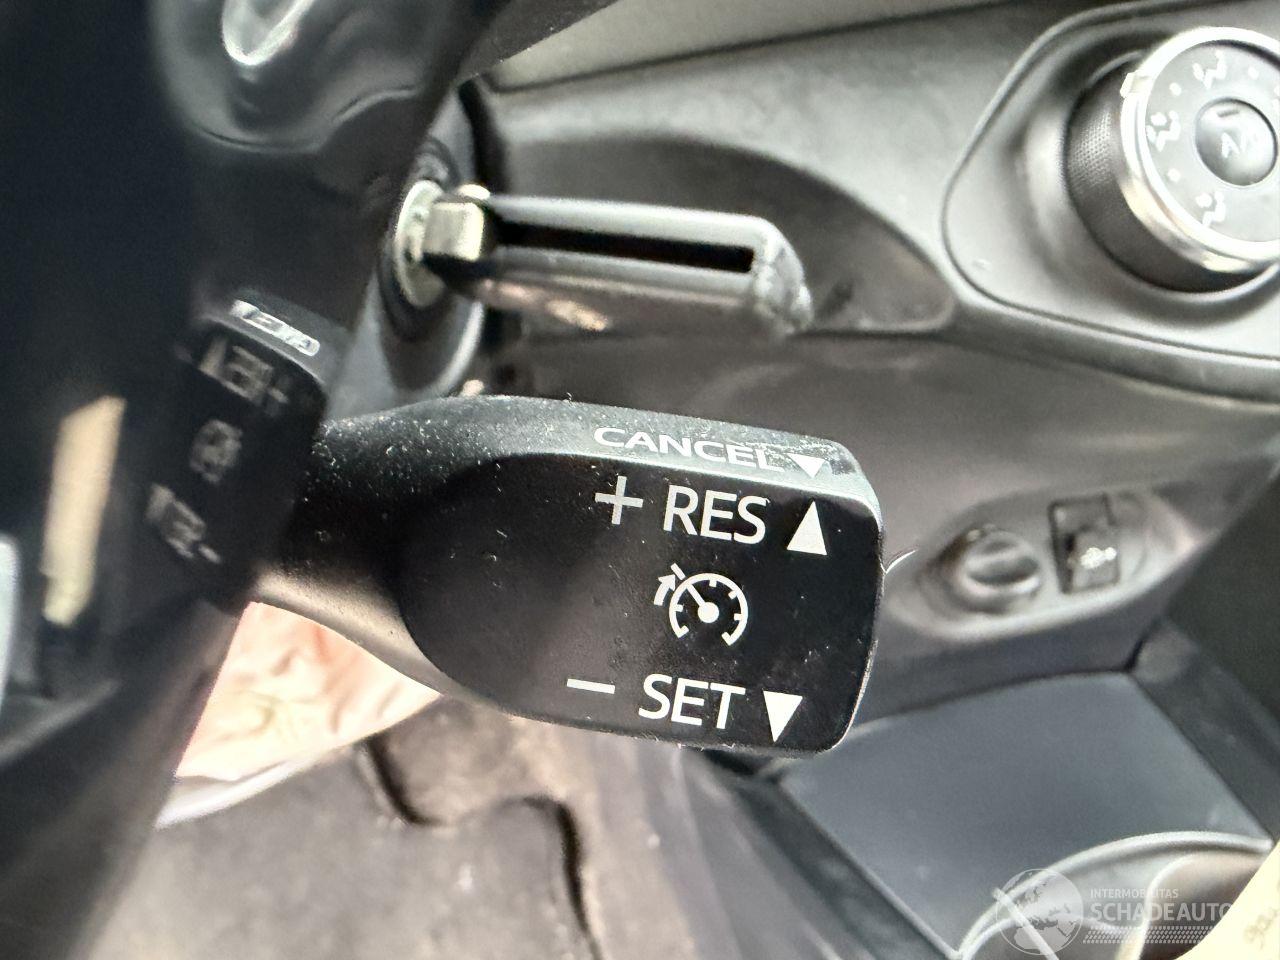 CANCEL▼
+ RES ▲
− SET ▼
INTERMOBILITAS
SCHADEAUTO